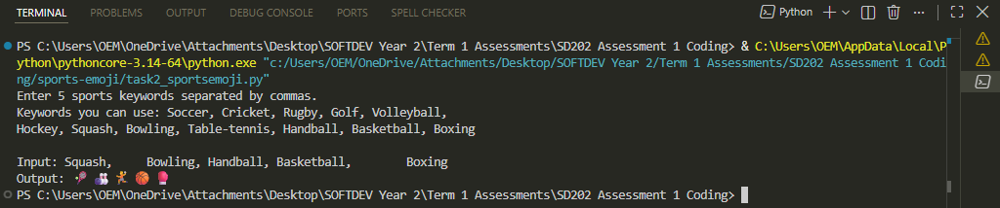 TERMINAL PROBLEMS OUTPUT DEBUG CONSOLE PORTS SPELL CHECKER Python
PS C:\Users\OEM\OneDrive\Attachments\Desktop\SOFTDEV Year 2\Term 1 Assessments\SD202 Assessment 1 Coding> & C:\Users\OEM\AppData\Local\P
ython\pythoncore-3.14-64\python.exe "c:/Users/OEM/OneDrive/Attachments/Desktop/SOFTDEV Year 2/Term 1 Assessments/SD202 Assessment 1 Codi
ng/sports-emoji/task2_sportsemoji.py"
Enter 5 sports keywords separated by commas.
Keywords you can use: Soccer, Cricket, Rugby, Golf, Volleyball,
Hockey, Squash, Bowling, Table-tennis, Handball, Basketball, Boxing
Input: Squash,     Bowling, Handball, Basketball,        Boxing
Output: 🥍 🎳 🤾 🏀 🥊
PS C:\Users\OEM\OneDrive\Attachments\Desktop\SOFTDEV Year 2\Term 1 Assessments\SD202 Assessment 1 Coding>